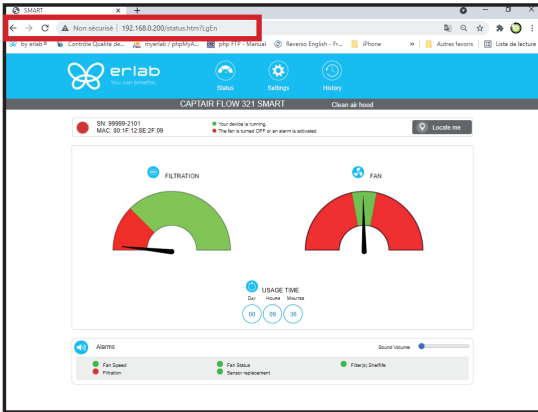 SMART
Non sécurisé | 192.168.0.200/status.htm?LgEn
by erlab®
Contrôle Qualité de...
myerlab / phpMyA...
php FTP - Manual
Reverso English - Fr...
iPhone
»
Autres favoris
Liste de lecture
erlab
You can breathe
Status
Settings
History
CAPTAIR FLOW 321 SMART
Clean air hood
SN: 99999-2101
MAC: 80:1F:12:8E:2F:09
Your device is running.
The fan is turned OFF or an alarm is activated.
Locate me
FILTRATION
FAN
USAGE TIME
Day Hours Minutes
00 09 36
Alarms
Sound Volume:
Fan Speed
Fan Status
Filter(s) Shelflife
Filtration
Sensor replacement